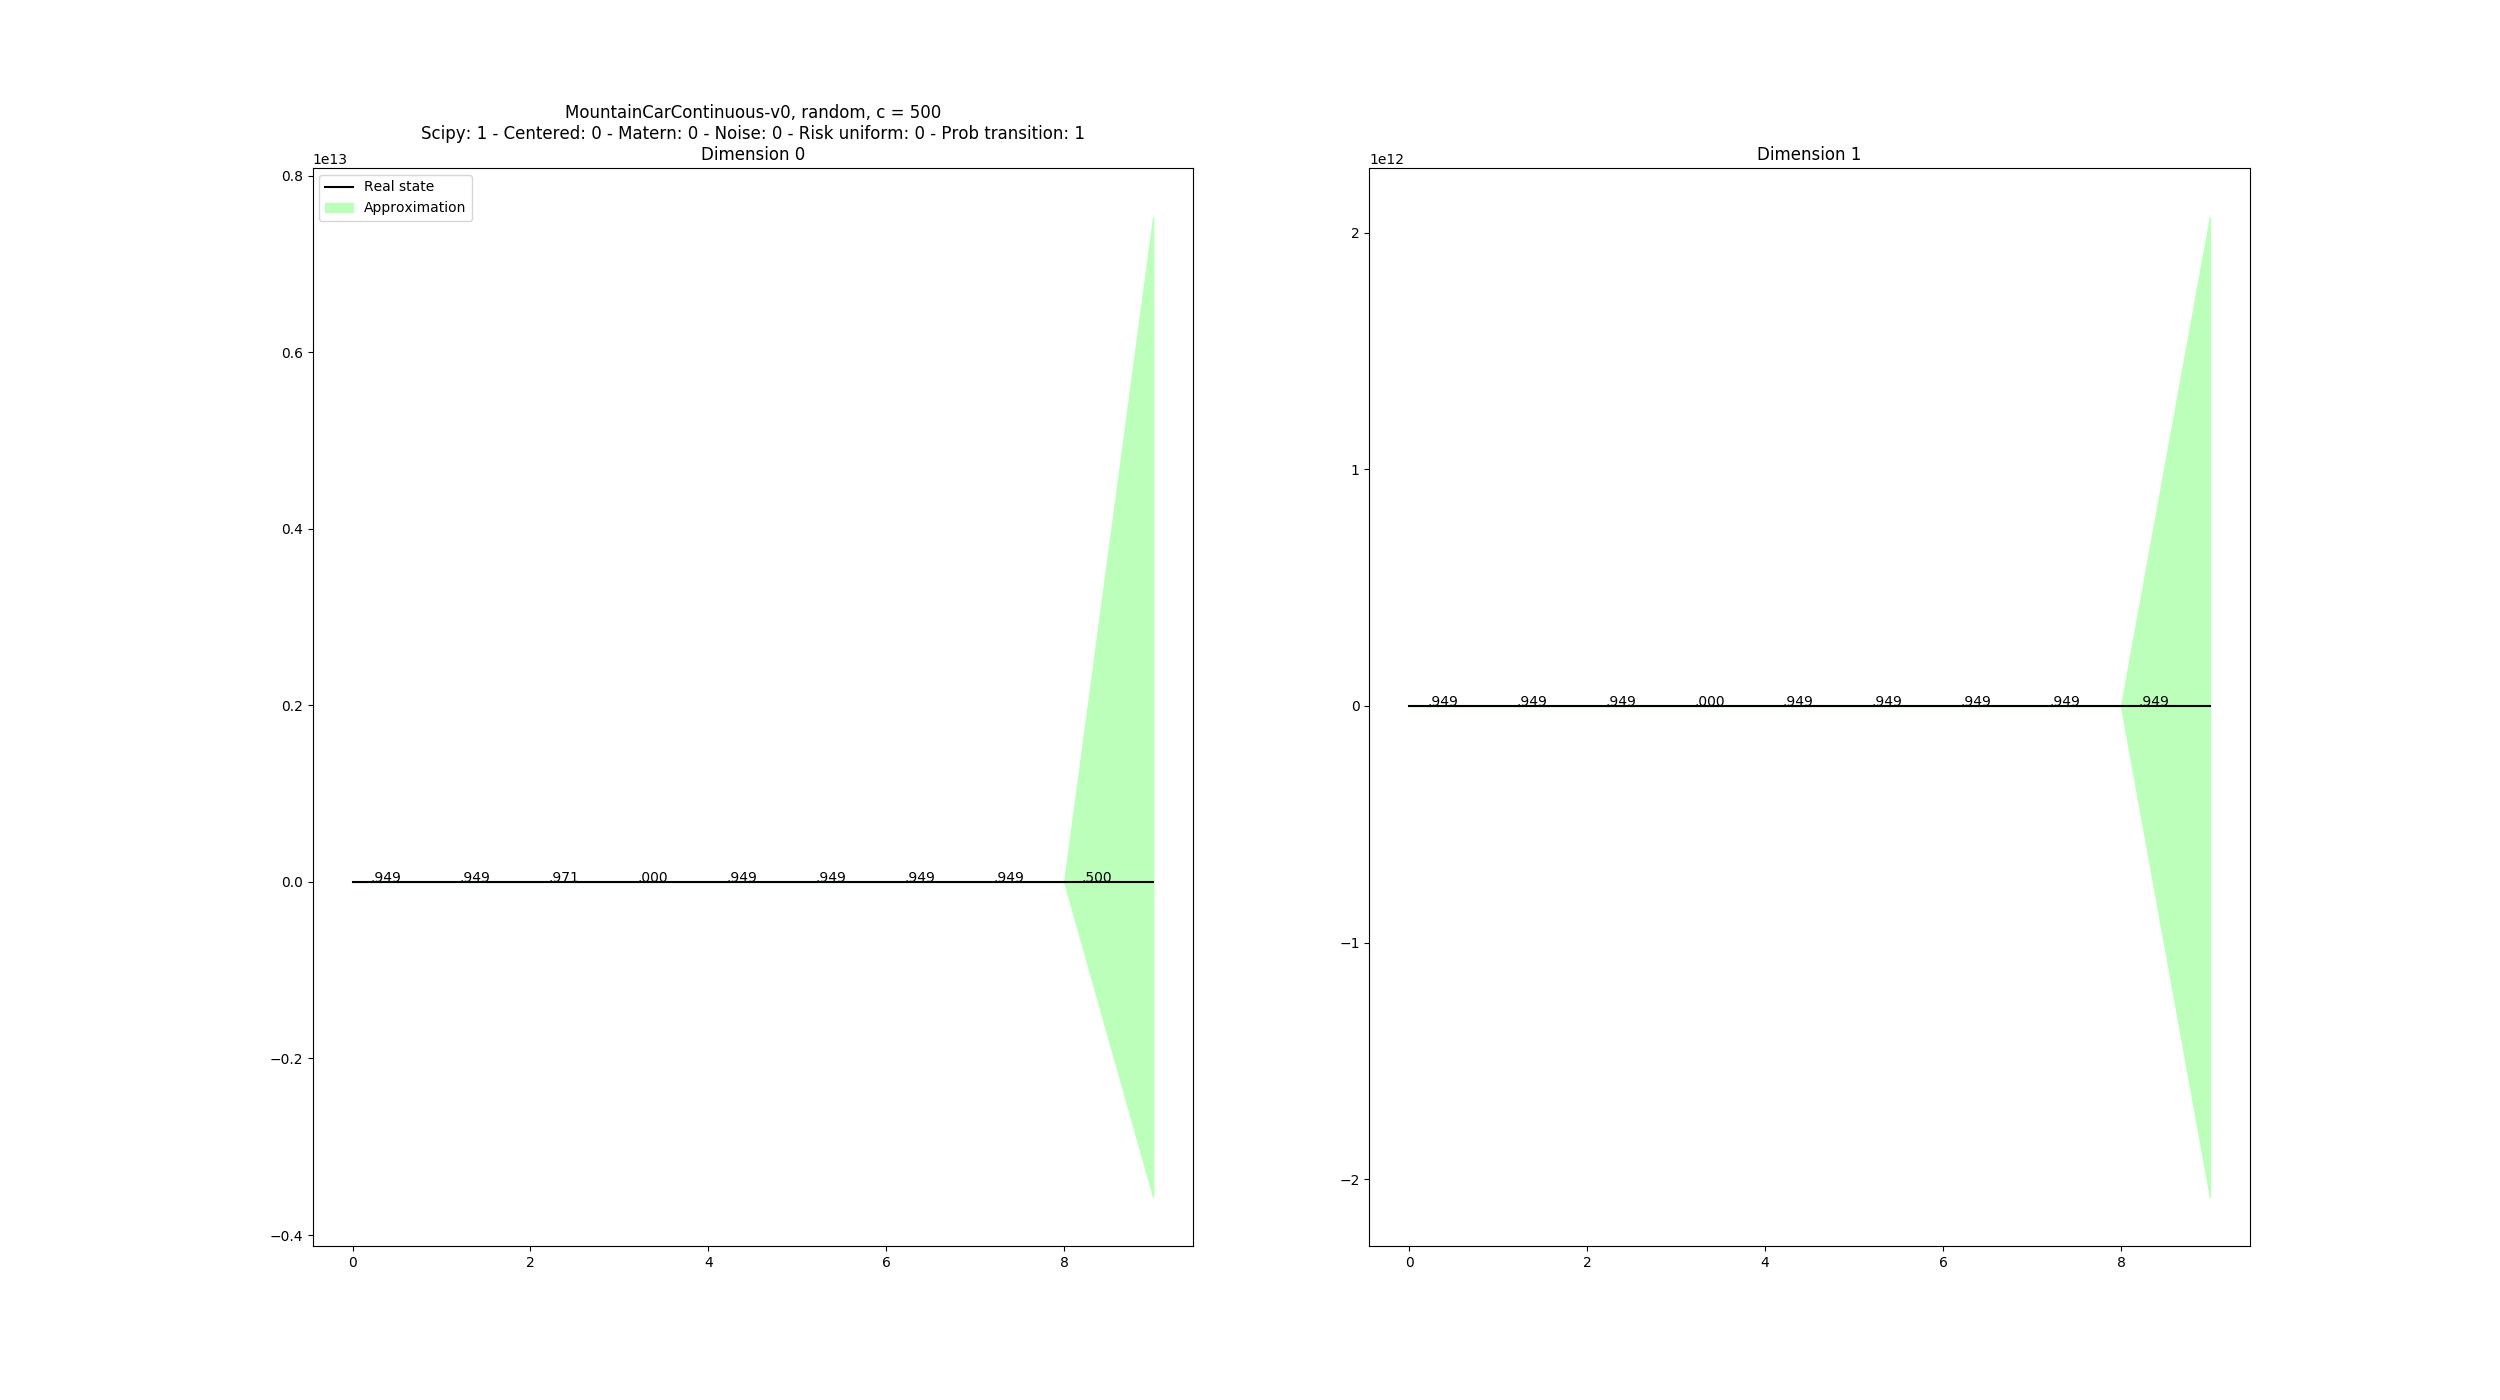 MountainCarContinuous-v0, random, c = 500
Scipy: 1 - Centered: 0 - Matern: 0 - Noise: 0 - Risk uniform: 0 - Prob transition: 1
Dimension 0
1e13
Real state
Approximation
0.8
0.6
0.4
0.2
0.0
−0.2
−0.4
.949 .949 .971 .000 .949 .949 .949 .949 .500
0 2 4 6 8
Dimension 1
1e12
2
1
0
−1
−2
.949 .949 .949 .000 .949 .949 .949 .949 .949
0 2 4 6 8